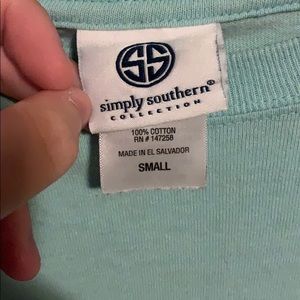 SS
simply southern®
COLLECTION
100% COTTON
RN # 147258
MADE IN EL SALVADOR
SMALL